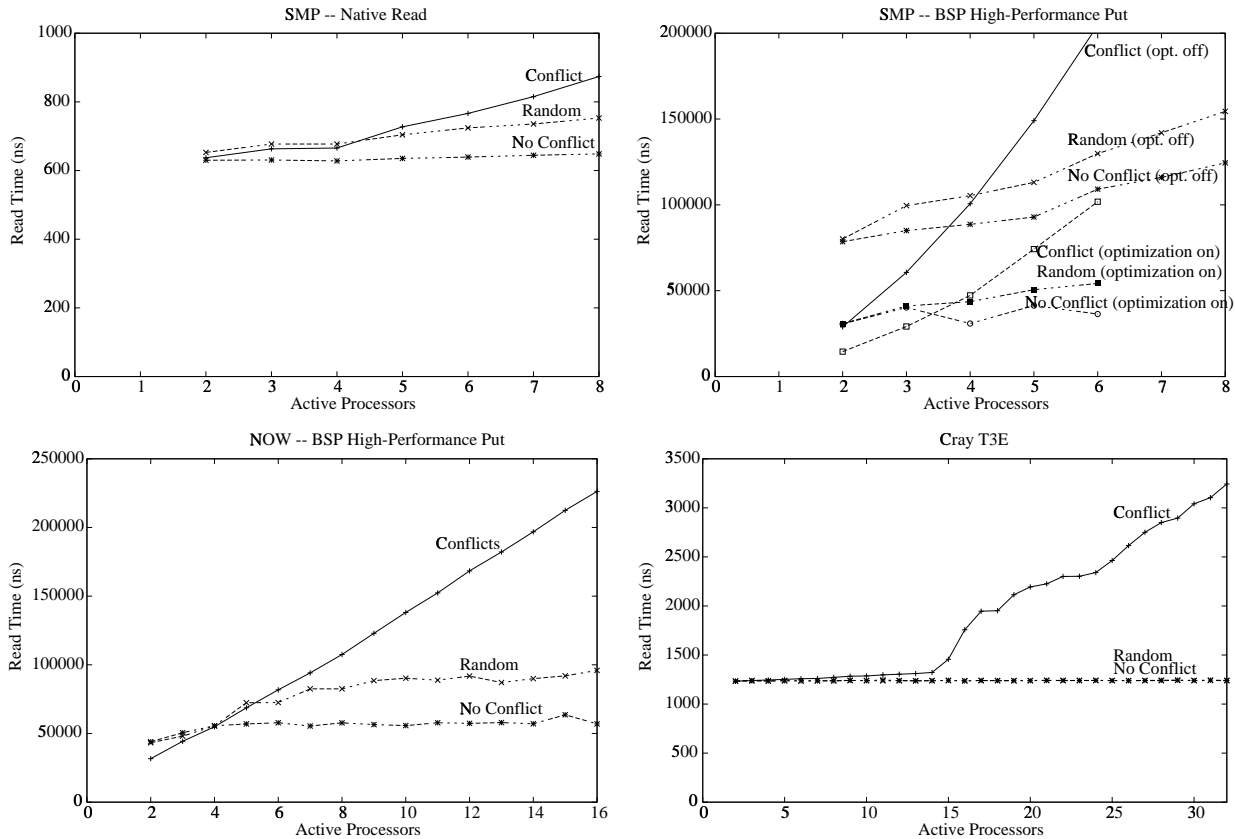 SMP -- Native Read
1000
800
600
400
200
0
0 1 2 3 4 5 6 7 8
Read Time (ns)
Active Processors
Conflict
Random
No Conflict
SMP -- BSP High-Performance Put
200000
150000
100000
50000
0
0 1 2 3 4 5 6 7 8
Read Time (ns)
Active Processors
Conflict (opt. off)
Random (opt. off)
No Conflict (opt. off)
Conflict (optimization on)
Random (optimization on)
No Conflict (optimization on)
NOW -- BSP High-Performance Put
250000
200000
150000
100000
50000
0
0 2 4 6 8 10 12 14 16
Read Time (ns)
Active Processors
Conflicts
Random
No Conflict
Cray T3E
3500
3000
2500
2000
1500
1000
500
0
0 5 10 15 20 25 30
Read Time (ns)
Active Processors
Conflict
Random
No Conflict